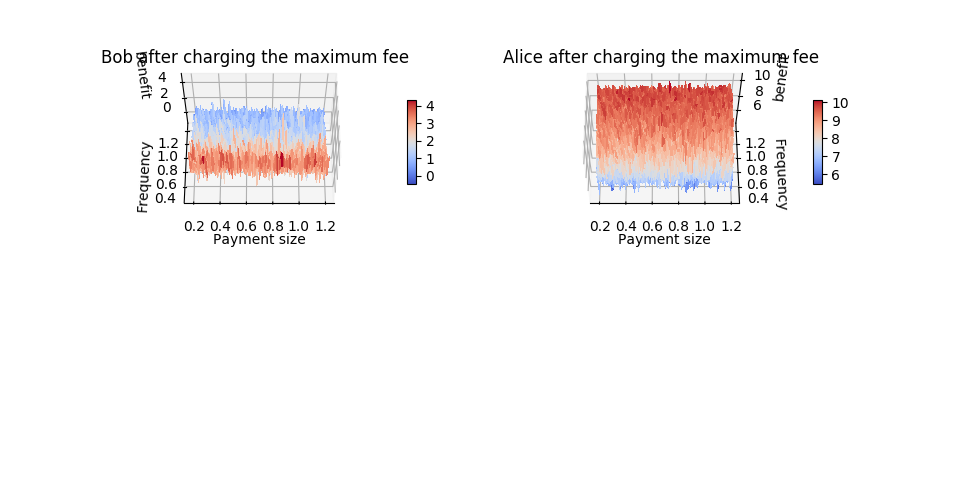 Bob after charging the maximum fee
benefit
4
2
0
1.2
1.0
0.8
0.6
0.4
Frequency
0.2 0.4 0.6 0.8 1.0 1.2
Payment size
4
3
2
1
0
Alice after charging the maximum fee
benefit
10
8
6
1.2
1.0
0.8
0.6
0.4
Frequency
0.2 0.4 0.6 0.8 1.0 1.2
Payment size
10
9
8
7
6